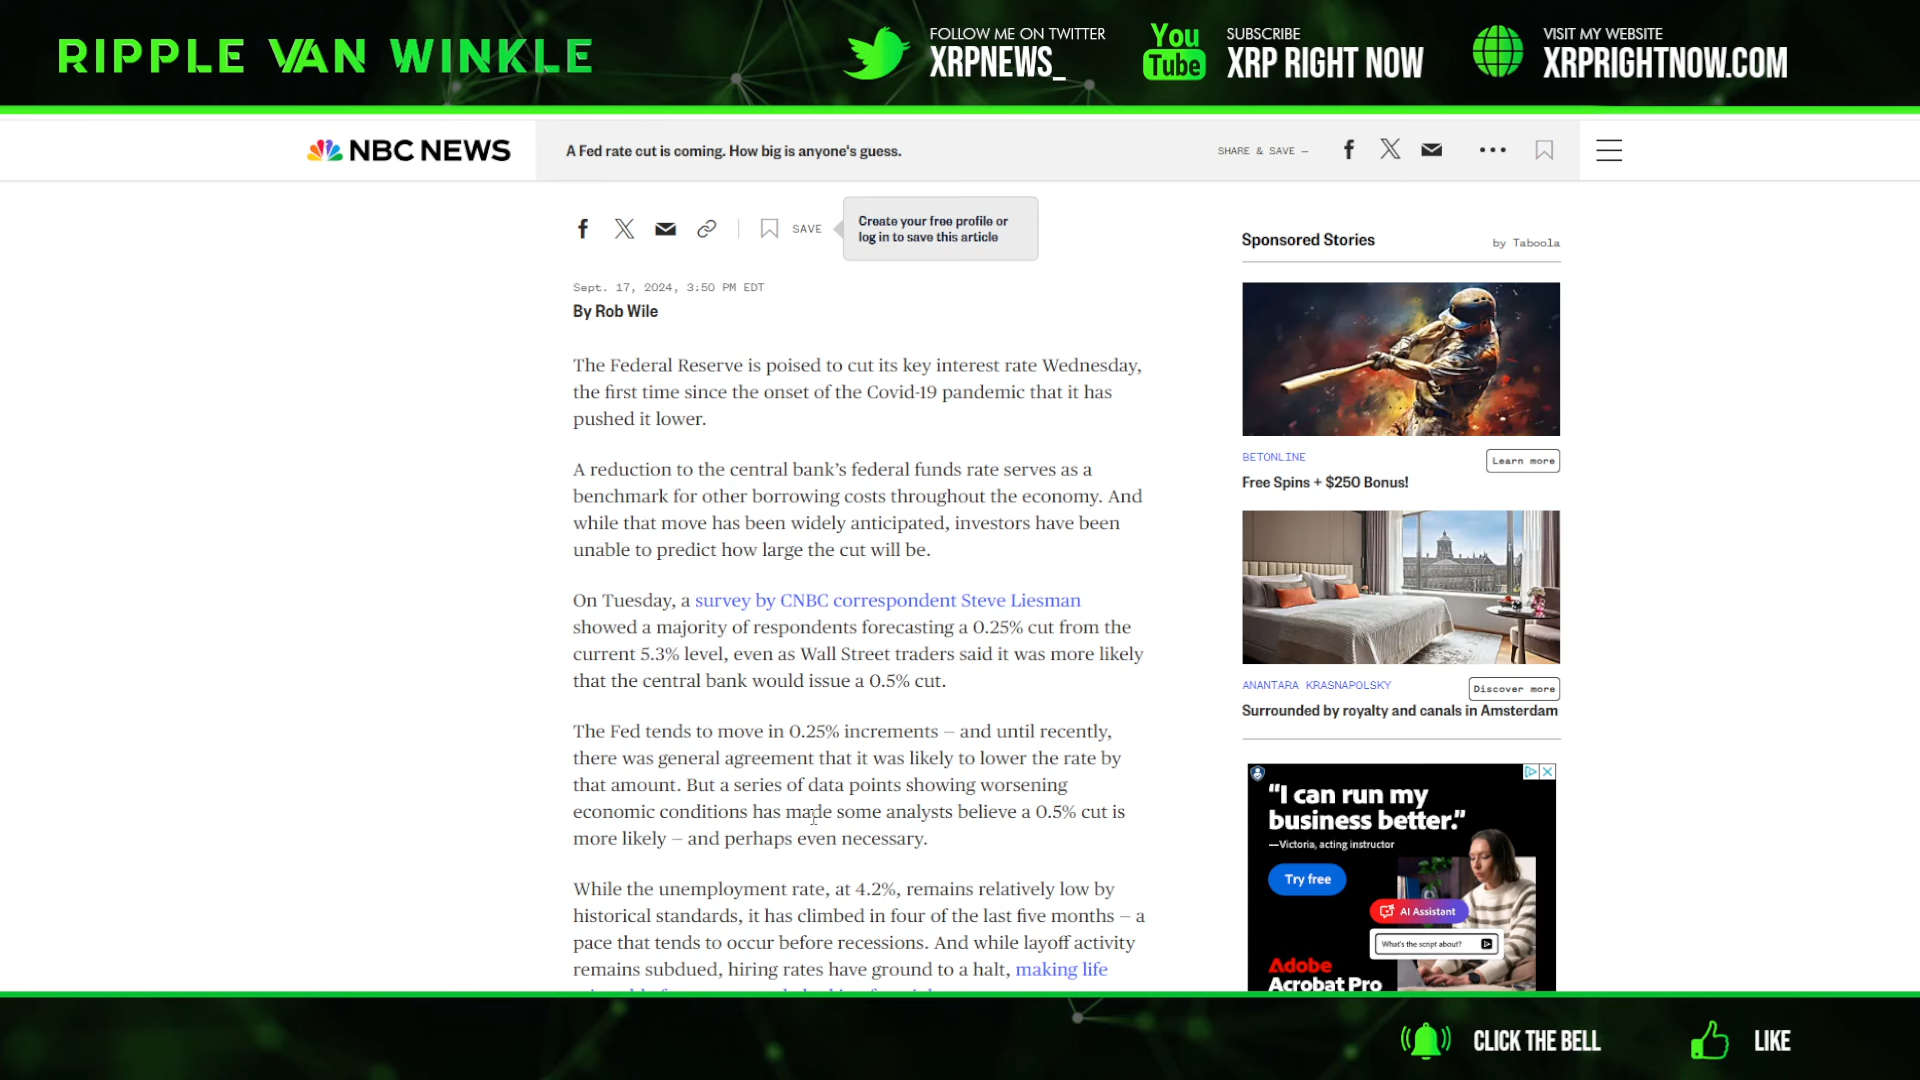 RIPPLE VAN WINKLE
FOLLOW ME ON TWITTER
XRPNEWS_
You
Tube
SUBSCRIBE
XRP RIGHT NOW
VISIT MY WEBSITE
XRPRIGHTNOW.COM
NBC NEWS
A Fed rate cut is coming. How big is anyone's guess.
SHARE & SAVE —
SAVE
Create your free profile or
log in to save this article
Sept. 17, 2024, 3:50 PM EDT
By Rob Wile
The Federal Reserve is poised to cut its key interest rate Wednesday,
the first time since the onset of the Covid-19 pandemic that it has
pushed it lower.
A reduction to the central bank’s federal funds rate serves as a
benchmark for other borrowing costs throughout the economy. And
while that move has been widely anticipated, investors have been
unable to predict how large the cut will be.
On Tuesday, a survey by CNBC correspondent Steve Liesman
showed a majority of respondents forecasting a 0.25% cut from the
current 5.3% level, even as Wall Street traders said it was more likely
that the central bank would issue a 0.5% cut.
The Fed tends to move in 0.25% increments — and until recently,
there was general agreement that it was likely to lower the rate by
that amount. But a series of data points showing worsening
economic conditions has made some analysts believe a 0.5% cut is
more likely — and perhaps even necessary.
While the unemployment rate, at 4.2%, remains relatively low by
historical standards, it has climbed in four of the last five months — a
pace that tends to occur before recessions. And while layoff activity
remains subdued, hiring rates have ground to a halt, making life
Sponsored Stories
by Taboola
BETONLINE
Learn more
Free Spins + $250 Bonus!
ANANTARA KRASNAPOLSKY
Discover more
Surrounded by royalty and canals in Amsterdam
“I can run my
business better.”
—Victoria, acting instructor
Try free
AI Assistant
What's the script about?
Adobe
Acrobat Pro
CLICK THE BELL
LIKE